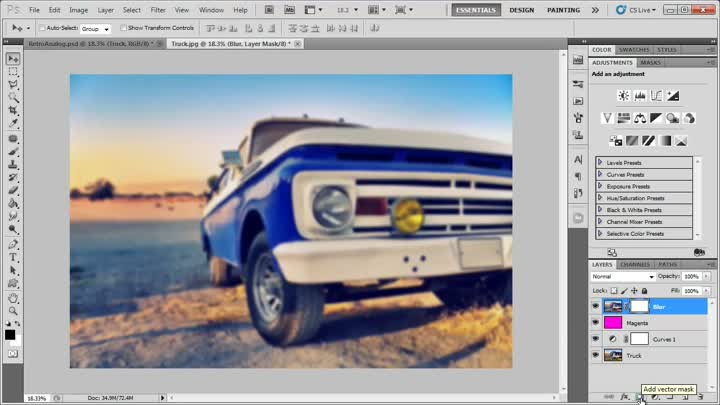 PS File Edit Image Layer Select Filter View Window Help 18.2 ESSENTIALS DESIGN PAINTING >> CS Live
Auto-Select: Group Show Transform Controls
RetroAnalog.psd @ 18.3% (Truck, RGB/8) * × Truck.jpg @ 18.3% (Blur, Layer Mask/8) * ×
COLOR SWATCHES STYLES
ADJUSTMENTS MASKS
Add an adjustment
Levels Presets
Curves Presets
Exposure Presets
Hue/Saturation Presets
Black & White Presets
Channel Mixer Presets
Selective Color Presets
LAYERS CHANNELS PATHS
Normal Opacity: 100%
Lock: Fill: 100%
Blur
Magenta
Curves 1
Truck
Add vector mask
18.33% Doc: 34.9M/72.4M